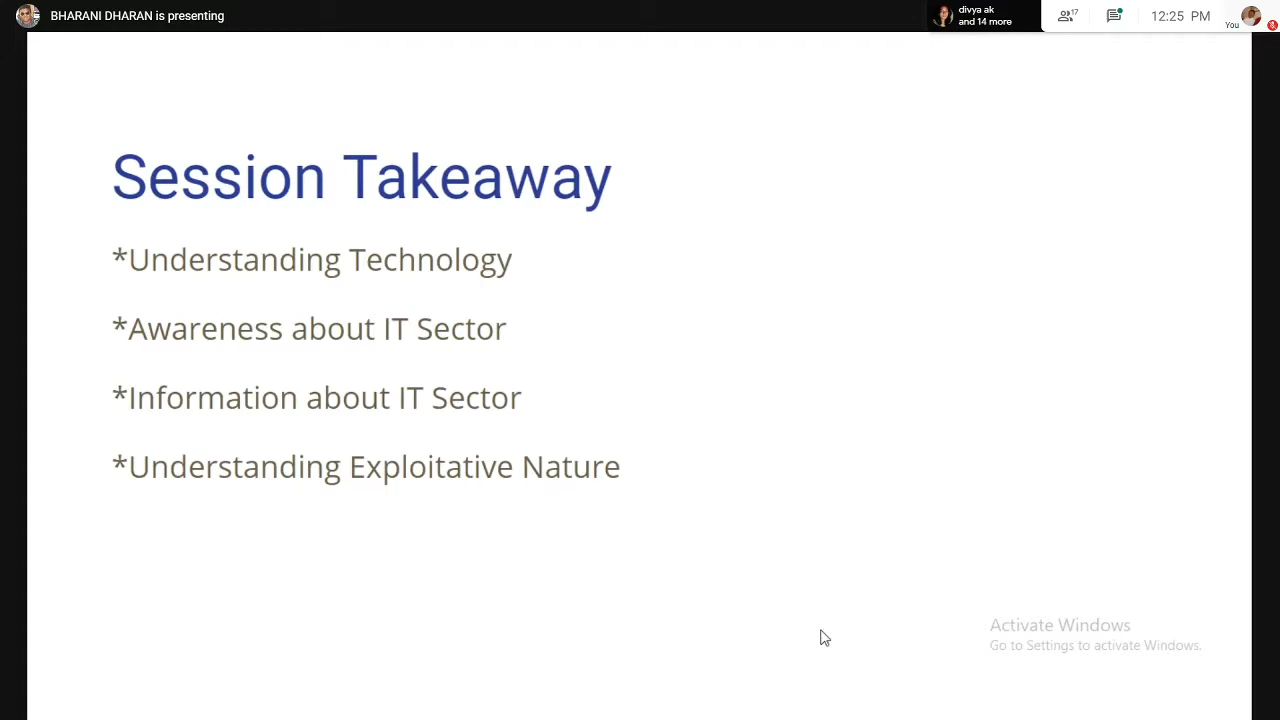 BHARANI DHARAN is presenting
divya ak
and 14 more
17
12:25 PM
You
Session Takeaway
*Understanding Technology
*Awareness about IT Sector
*Information about IT Sector
*Understanding Exploitative Nature
Activate Windows
Go to Settings to activate Windows.